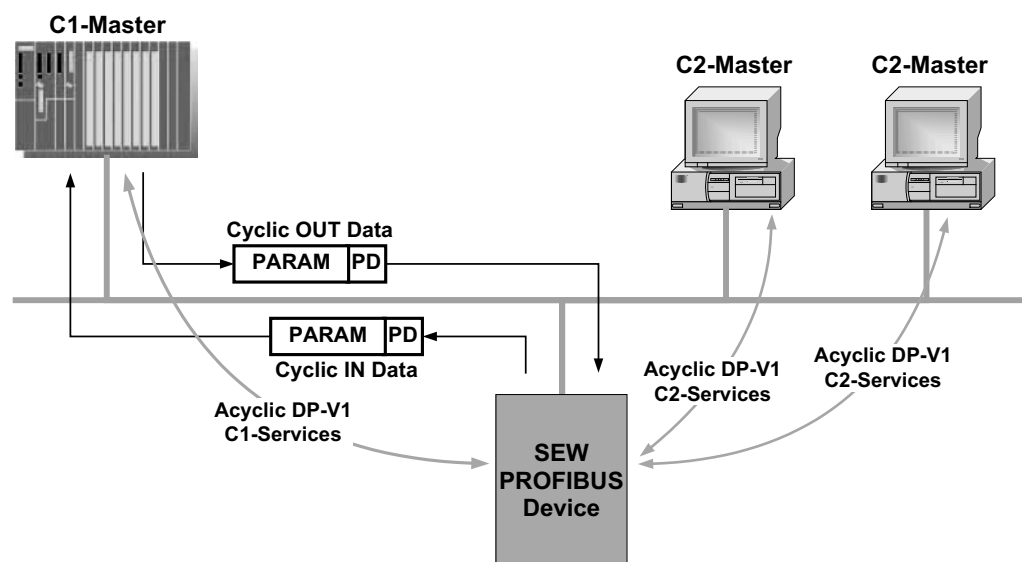 C1-Master
C2-Master
C2-Master
Cyclic OUT Data
PARAM PD
PARAM PD
Cyclic IN Data
Acyclic DP-V1
C1-Services
Acyclic DP-V1
C2-Services
Acyclic DP-V1
C2-Services
SEW
PROFIBUS
Device